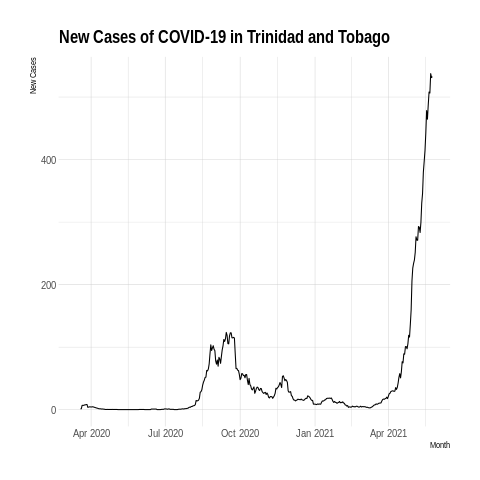 New Cases of COVID-19 in Trinidad and Tobago
New Cases
400
200
0
Apr 2020 Jul 2020 Oct 2020 Jan 2021 Apr 2021
Month